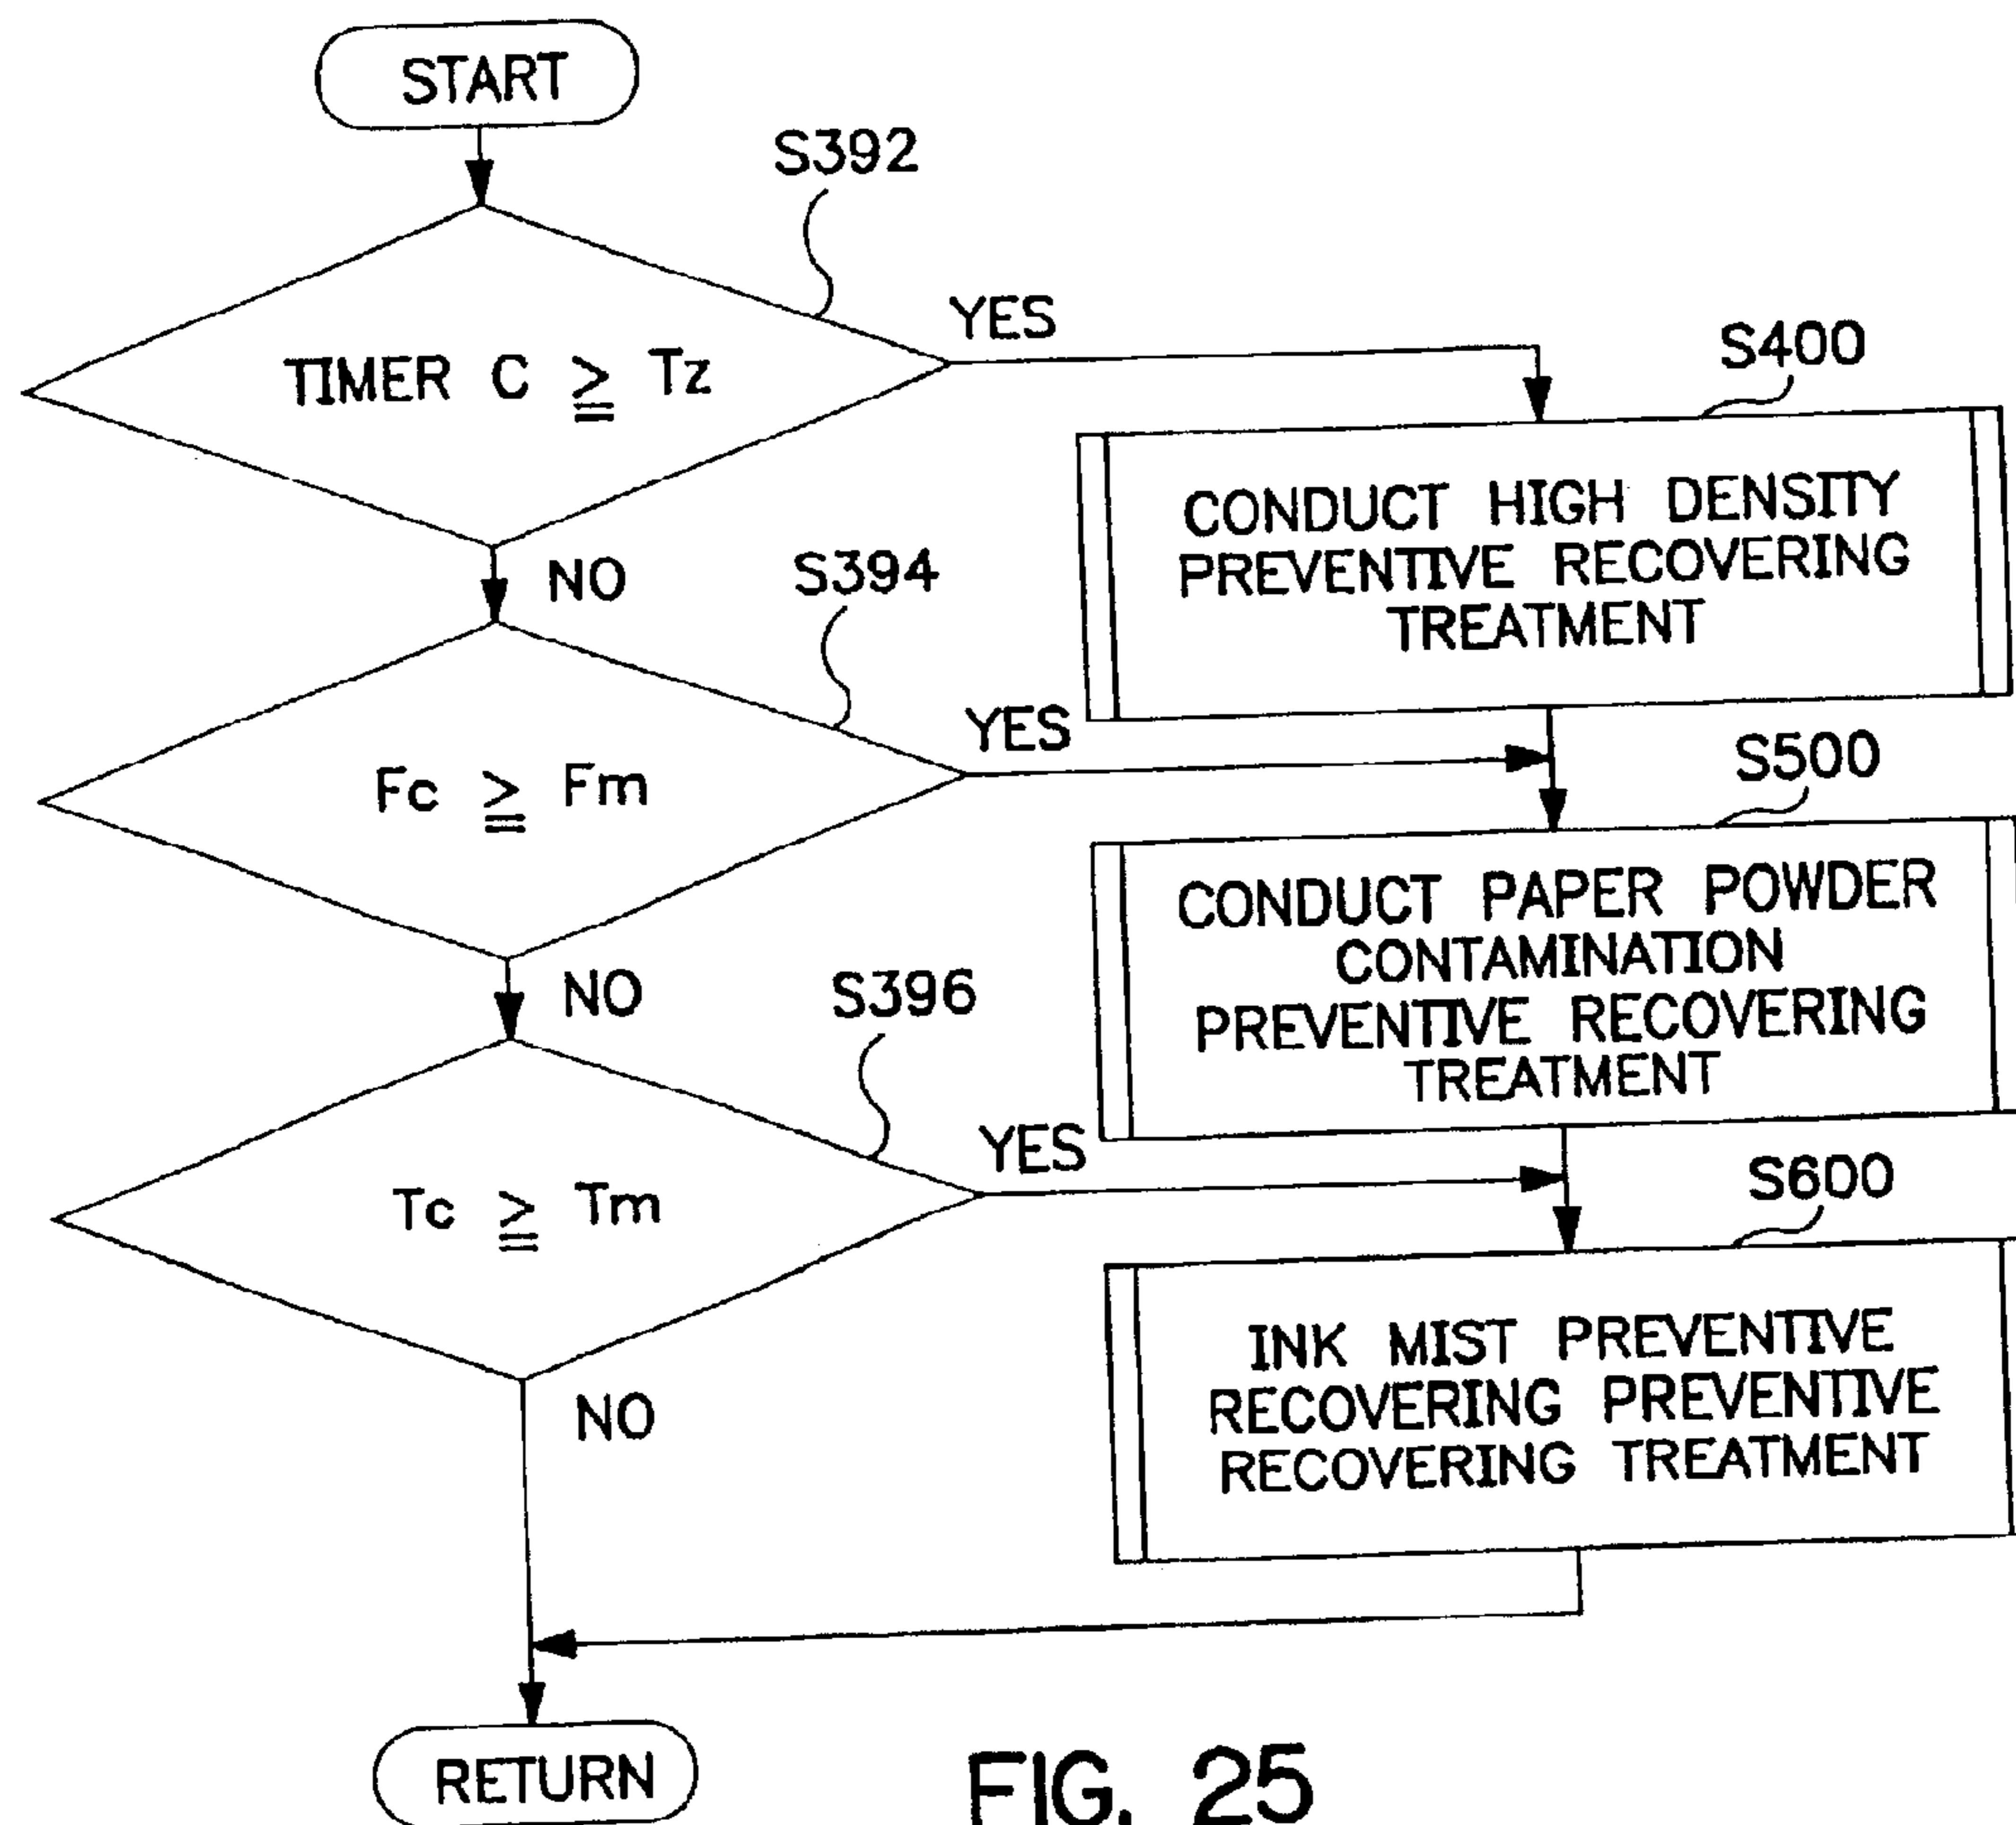 START
S392
TIMER C ≧ Tz
YES
NO
S400
CONDUCT HIGH DENSITY
PREVENTIVE RECOVERING
TREATMENT
S394
Fc ≧ Fm
YES
NO
S500
CONDUCT PAPER POWDER
CONTAMINATION
PREVENTIVE RECOVERING
TREATMENT
S396
Tc ≧ Tm
YES
NO
S600
INK MIST PREVENTIVE
RECOVERING PREVENTIVE
RECOVERING TREATMENT
RETURN
FIG. 25